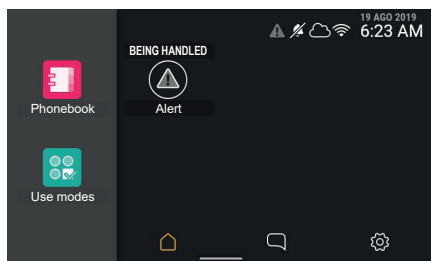 19 AGO 2019
6:23 AM
BEING HANDLED
Alert
Phonebook
Use modes